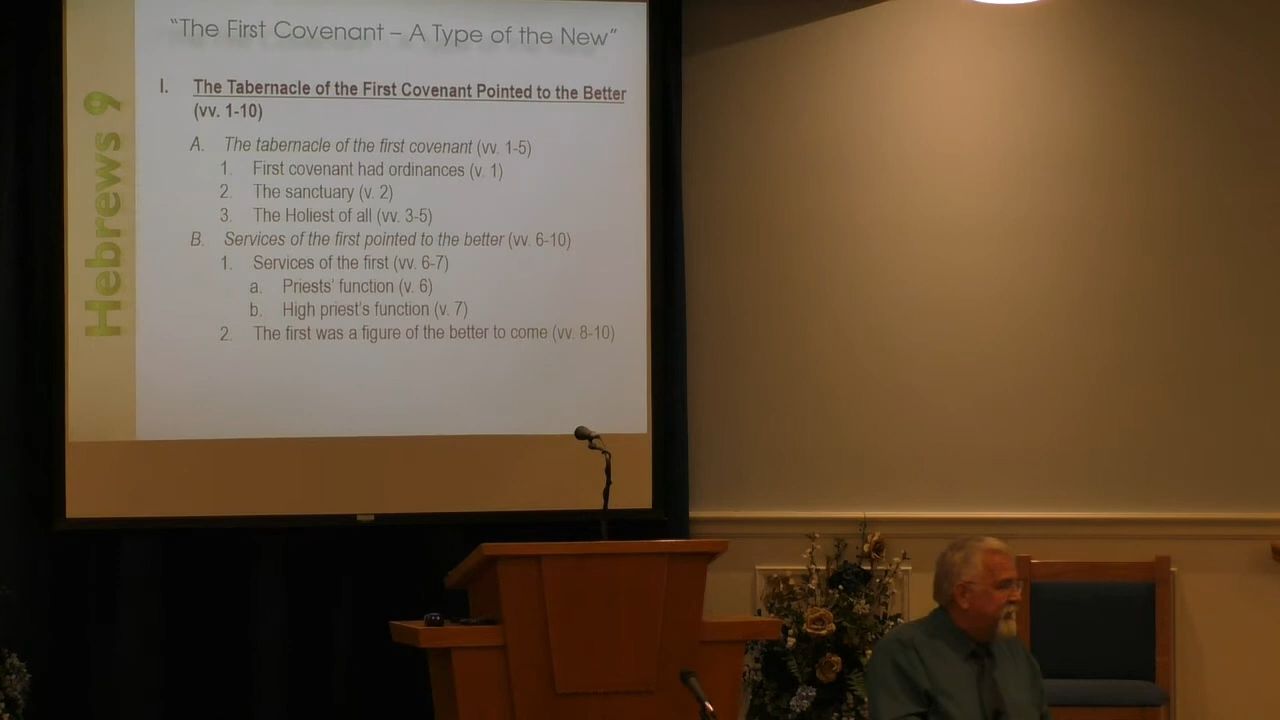 "The First Covenant – A Type of the New"
Hebrews 9
I. The Tabernacle of the First Covenant Pointed to the Better
(vv. 1-10)
A. The tabernacle of the first covenant (vv. 1-5)
1. First covenant had ordinances (v. 1)
2. The sanctuary (v. 2)
3. The Holiest of all (vv. 3-5)
B. Services of the first pointed to the better (vv. 6-10)
1. Services of the first (vv. 6-7)
a. Priests' function (v. 6)
b. High priest's function (v. 7)
2. The first was a figure of the better to come (vv. 8-10)